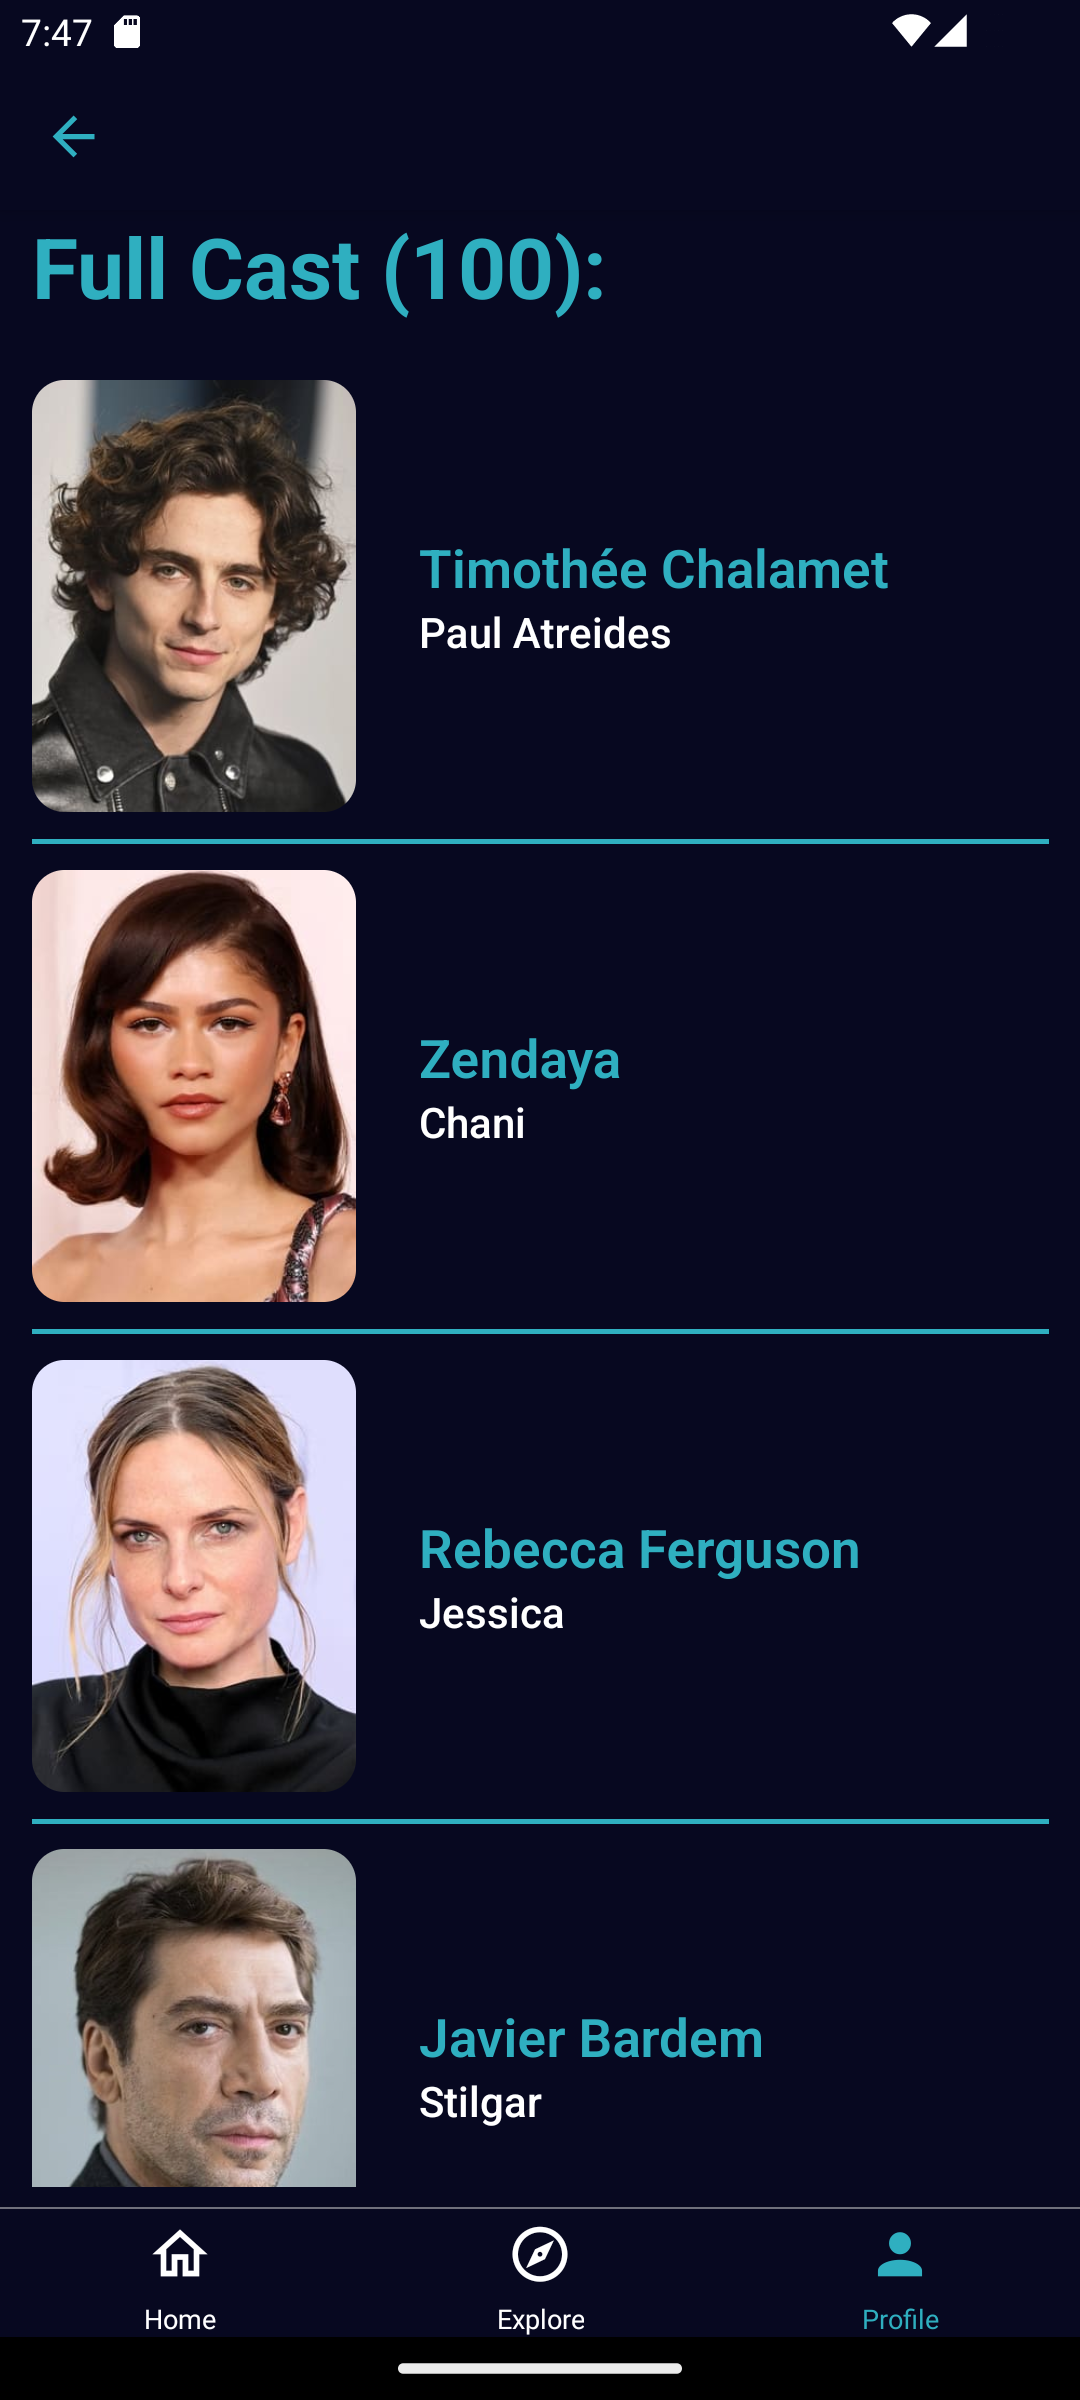 7:47
Full Cast (100):
Timothée Chalamet
Paul Atreides
Zendaya
Chani
Rebecca Ferguson
Jessica
Javier Bardem
Stilgar
Home
Explore
Profile